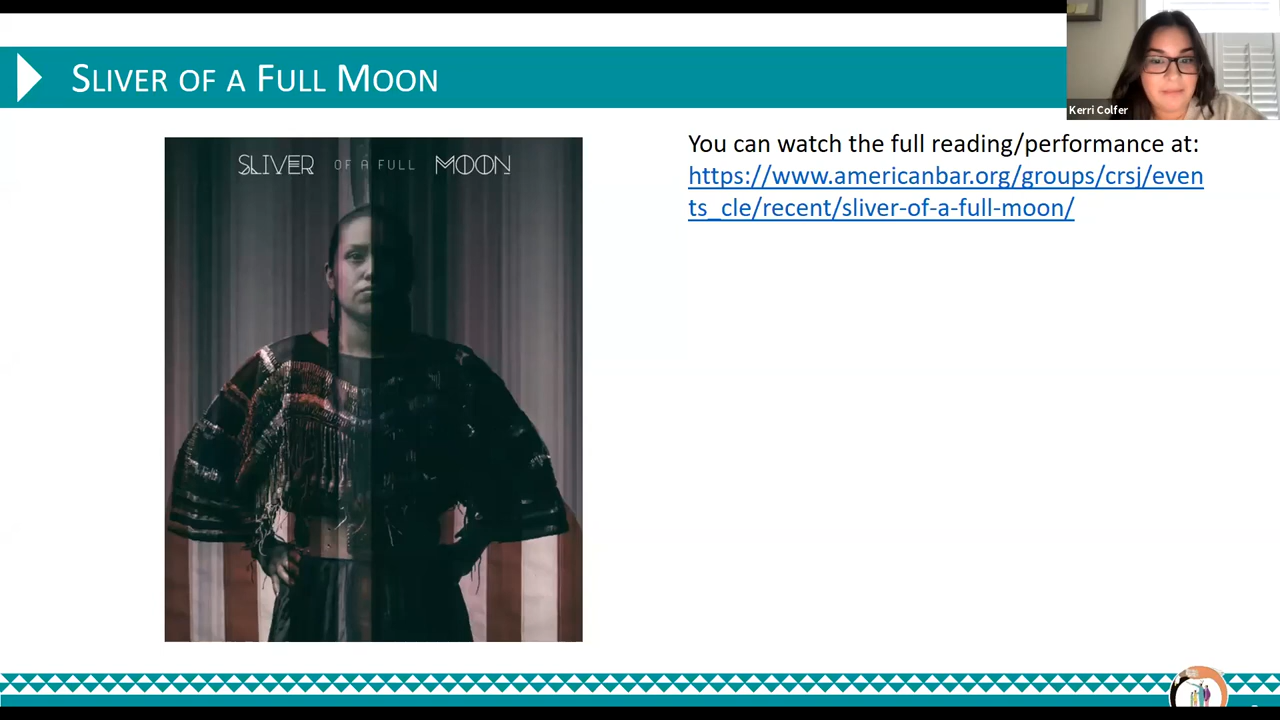 SLIVER OF A FULL MOON
Kerri Colfer
SLIVER OF A FULL MOON
You can watch the full reading/performance at:
https://www.americanbar.org/groups/crsj/even
ts_cle/recent/sliver-of-a-full-moon/